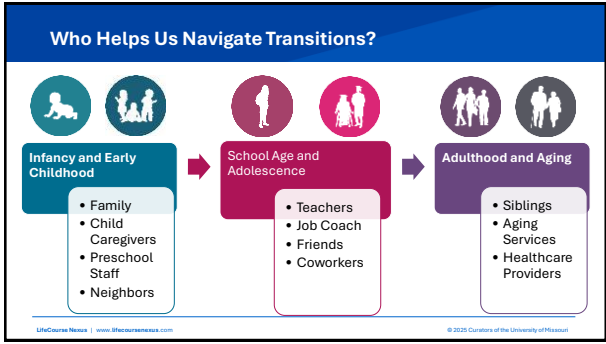 Who Helps Us Navigate Transitions?
Infancy and Early
Childhood
• Family
• Child
Caregivers
• Preschool
Staff
• Neighbors
School Age and
Adolescence
• Teachers
• Job Coach
• Friends
• Coworkers
Adulthood and Aging
• Siblings
• Aging
Services
• Healthcare
Providers
LifeCourse Nexus | www.lifecoursenexus.com
© 2025 Curators of the University of Missouri